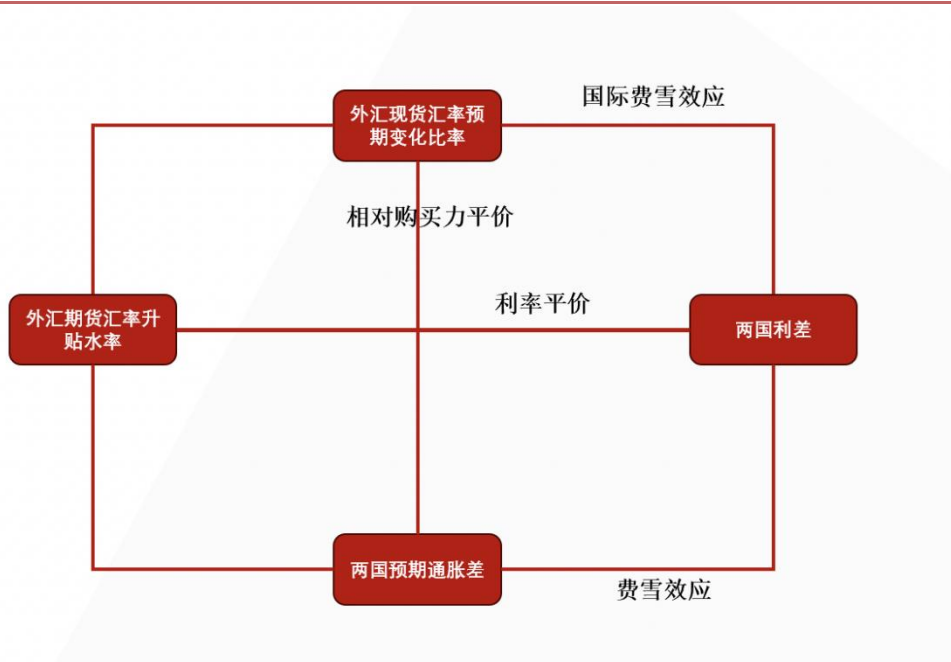 国际费雪效应
外汇现货汇率预
期变化比率
相对购买力平价
利率平价
外汇期货汇率升
贴水率
两国利差
两国预期通胀差
费雪效应